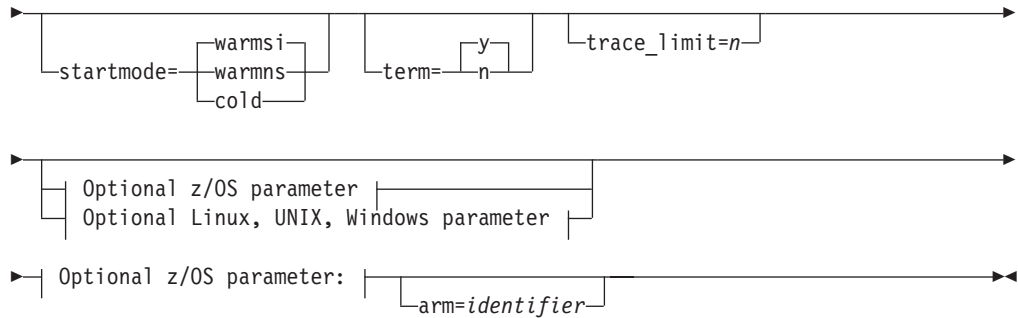 warmsi
startmode= warmns
cold
y
term= n
trace_limit=n
Optional z/OS parameter
Optional Linux, UNIX, Windows parameter
Optional z/OS parameter:
arm=identifier